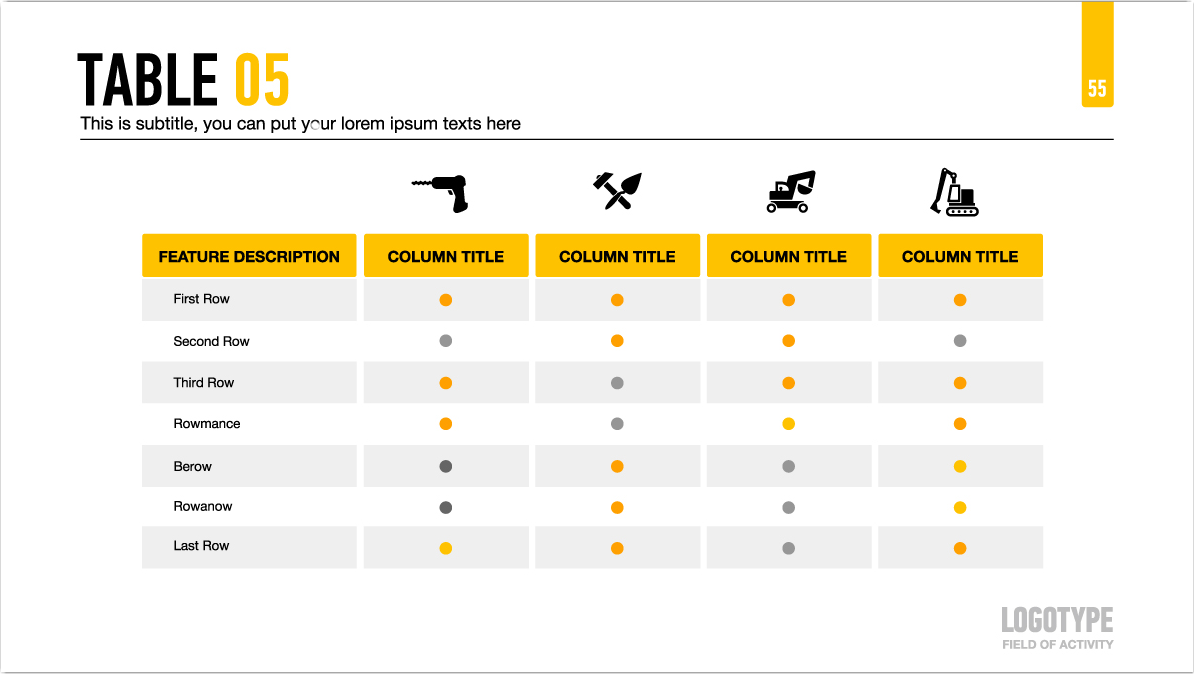 55
TABLE 05
This is subtitle, you can put your lorem ipsum texts here
FEATURE DESCRIPTION COLUMN TITLE COLUMN TITLE COLUMN TITLE COLUMN TITLE
First Row
Second Row
Third Row
Rowmance
Berow
Rowanow
Last Row
LOGOTYPE
FIELD OF ACTIVITY